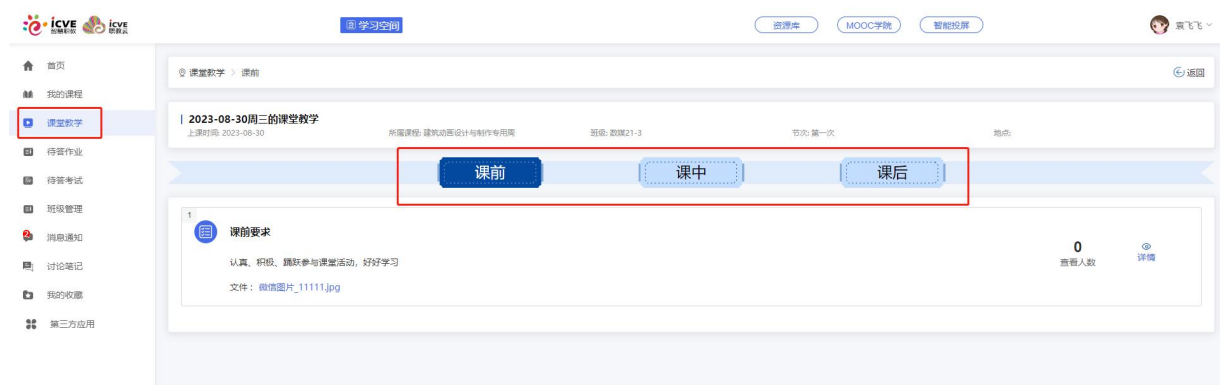 icve 智慧职教 icve 职教云
学习空间
资源库 MOOC学院 智能投屏
袁飞飞
首页
我的课程
课堂教学
待答作业
待答考试
班级管理
2
消息通知
讨论笔记
我的收藏
第三方应用
课堂教学 > 课前
返回
2023-08-30周三的课堂教学
上课时间: 2023-08-30 所属课程: 建筑动画设计与制作专用周 班级: 数媒21-3 节次: 第一次 地点:
课前 课中 课后
1
课前要求
认真、积极、踊跃参与课堂活动，好好学习
文件： 微信图片_11111.jpg
0
查看人数
详情